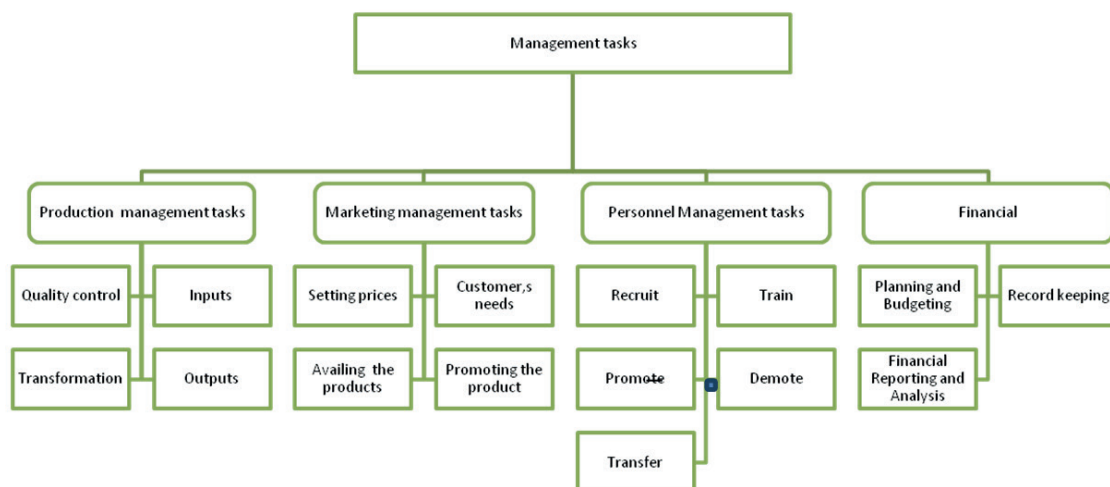 Management tasks
Production management tasks
Marketing management tasks
Personnel Management tasks
Financial
Quality control
Inputs
Setting prices
Customer,s
needs
Recruit
Train
Planning and
Budgeting
Record keeping
Transformation
Outputs
Availing the
products
Promoting the
product
Promote
Demote
Financial
Reporting and
Analysis
Transfer